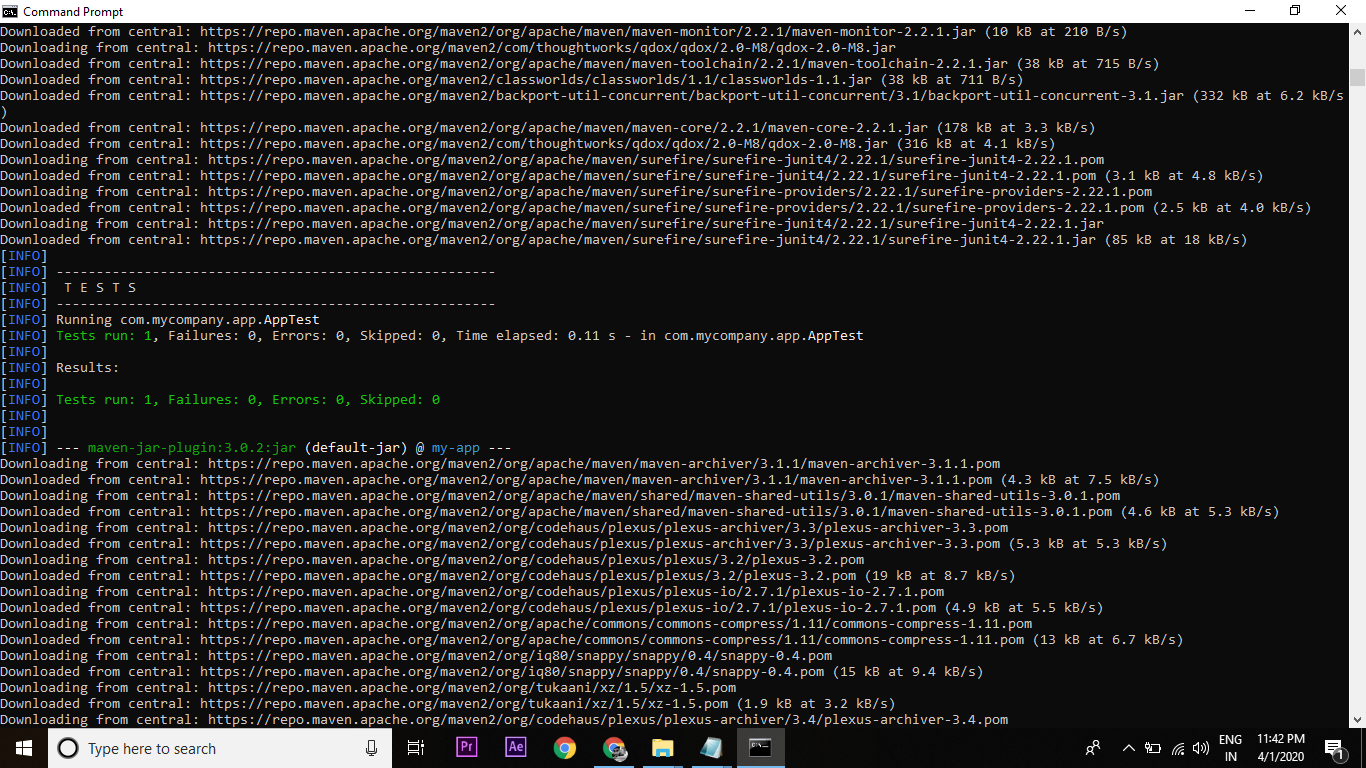 Command Prompt
Downloaded from central: https://repo.maven.apache.org/maven2/org/apache/maven/maven-monitor/2.2.1/maven-monitor-2.2.1.jar (10 kB at 210 B/s)
Downloading from central: https://repo.maven.apache.org/maven2/com/thoughtworks/qdox/qdox/2.0-M8/qdox-2.0-M8.jar
Downloaded from central: https://repo.maven.apache.org/maven2/org/apache/maven/maven-toolchain/2.2.1/maven-toolchain-2.2.1.jar (38 kB at 715 B/s)
Downloaded from central: https://repo.maven.apache.org/maven2/classworlds/classworlds/1.1/classworlds-1.1.jar (38 kB at 711 B/s)
Downloaded from central: https://repo.maven.apache.org/maven2/backport-util-concurrent/backport-util-concurrent/3.1/backport-util-concurrent-3.1.jar (332 kB at 6.2 kB/s
)
Downloaded from central: https://repo.maven.apache.org/maven2/org/apache/maven/maven-core/2.2.1/maven-core-2.2.1.jar (178 kB at 3.3 kB/s)
Downloaded from central: https://repo.maven.apache.org/maven2/com/thoughtworks/qdox/qdox/2.0-M8/qdox-2.0-M8.jar (316 kB at 4.1 kB/s)
Downloading from central: https://repo.maven.apache.org/maven2/org/apache/maven/surefire/surefire-junit4/2.22.1/surefire-junit4-2.22.1.pom
Downloaded from central: https://repo.maven.apache.org/maven2/org/apache/maven/surefire/surefire-junit4/2.22.1/surefire-junit4-2.22.1.pom (3.1 kB at 4.8 kB/s)
Downloading from central: https://repo.maven.apache.org/maven2/org/apache/maven/surefire/surefire-providers/2.22.1/surefire-providers-2.22.1.pom
Downloaded from central: https://repo.maven.apache.org/maven2/org/apache/maven/surefire/surefire-providers/2.22.1/surefire-providers-2.22.1.pom (2.5 kB at 4.0 kB/s)
Downloading from central: https://repo.maven.apache.org/maven2/org/apache/maven/surefire/surefire-junit4/2.22.1/surefire-junit4-2.22.1.jar
Downloaded from central: https://repo.maven.apache.org/maven2/org/apache/maven/surefire/surefire-junit4/2.22.1/surefire-junit4-2.22.1.jar (85 kB at 18 kB/s)
[INFO]
[INFO] -------------------------------------------------------
[INFO]  T E S T S
[INFO] -------------------------------------------------------
[INFO] Running com.mycompany.app.AppTest
[INFO] Tests run: 1, Failures: 0, Errors: 0, Skipped: 0, Time elapsed: 0.11 s - in com.mycompany.app.AppTest
[INFO]
[INFO] Results:
[INFO]
[INFO] Tests run: 1, Failures: 0, Errors: 0, Skipped: 0
[INFO]
[INFO]
[INFO] --- maven-jar-plugin:3.0.2:jar (default-jar) @ my-app ---
Downloading from central: https://repo.maven.apache.org/maven2/org/apache/maven/maven-archiver/3.1.1/maven-archiver-3.1.1.pom
Downloaded from central: https://repo.maven.apache.org/maven2/org/apache/maven/maven-archiver/3.1.1/maven-archiver-3.1.1.pom (4.3 kB at 7.5 kB/s)
Downloading from central: https://repo.maven.apache.org/maven2/org/apache/maven/shared/maven-shared-utils/3.0.1/maven-shared-utils-3.0.1.pom
Downloaded from central: https://repo.maven.apache.org/maven2/org/apache/maven/shared/maven-shared-utils/3.0.1/maven-shared-utils-3.0.1.pom (4.6 kB at 5.3 kB/s)
Downloading from central: https://repo.maven.apache.org/maven2/org/codehaus/plexus/plexus-archiver/3.3/plexus-archiver-3.3.pom
Downloaded from central: https://repo.maven.apache.org/maven2/org/codehaus/plexus/plexus-archiver/3.3/plexus-archiver-3.3.pom (5.3 kB at 5.3 kB/s)
Downloading from central: https://repo.maven.apache.org/maven2/org/codehaus/plexus/plexus/3.2/plexus-3.2.pom
Downloaded from central: https://repo.maven.apache.org/maven2/org/codehaus/plexus/plexus/3.2/plexus-3.2.pom (19 kB at 8.7 kB/s)
Downloading from central: https://repo.maven.apache.org/maven2/org/codehaus/plexus/plexus-io/2.7.1/plexus-io-2.7.1.pom
Downloaded from central: https://repo.maven.apache.org/maven2/org/codehaus/plexus/plexus-io/2.7.1/plexus-io-2.7.1.pom (4.9 kB at 5.5 kB/s)
Downloading from central: https://repo.maven.apache.org/maven2/org/apache/commons/commons-compress/1.11/commons-compress-1.11.pom
Downloaded from central: https://repo.maven.apache.org/maven2/org/apache/commons/commons-compress/1.11/commons-compress-1.11.pom (13 kB at 6.7 kB/s)
Downloading from central: https://repo.maven.apache.org/maven2/org/iq80/snappy/snappy/0.4/snappy-0.4.pom
Downloaded from central: https://repo.maven.apache.org/maven2/org/iq80/snappy/snappy/0.4/snappy-0.4.pom (15 kB at 9.4 kB/s)
Downloading from central: https://repo.maven.apache.org/maven2/org/tukaani/xz/1.5/xz-1.5.pom
Downloaded from central: https://repo.maven.apache.org/maven2/org/tukaani/xz/1.5/xz-1.5.pom (1.9 kB at 3.2 kB/s)
Downloading from central: https://repo.maven.apache.org/maven2/org/codehaus/plexus/plexus-archiver/3.4/plexus-archiver-3.4.pom
Type here to search
Pr
Ae
ENG
IN
11:42 PM
4/1/2020
1